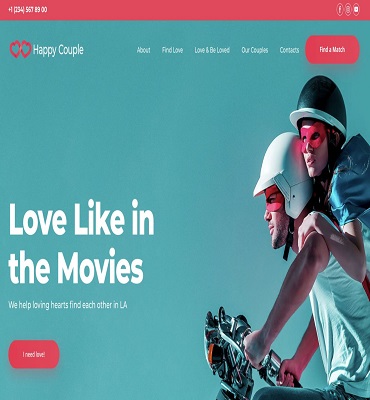 +1 (234) 567 89 00
Happy Couple
About Find Love Love & Be Loved Our Couples Contacts Find a Match
Love Like in
the Movies
We help loving hearts find each other in LA
I need love!